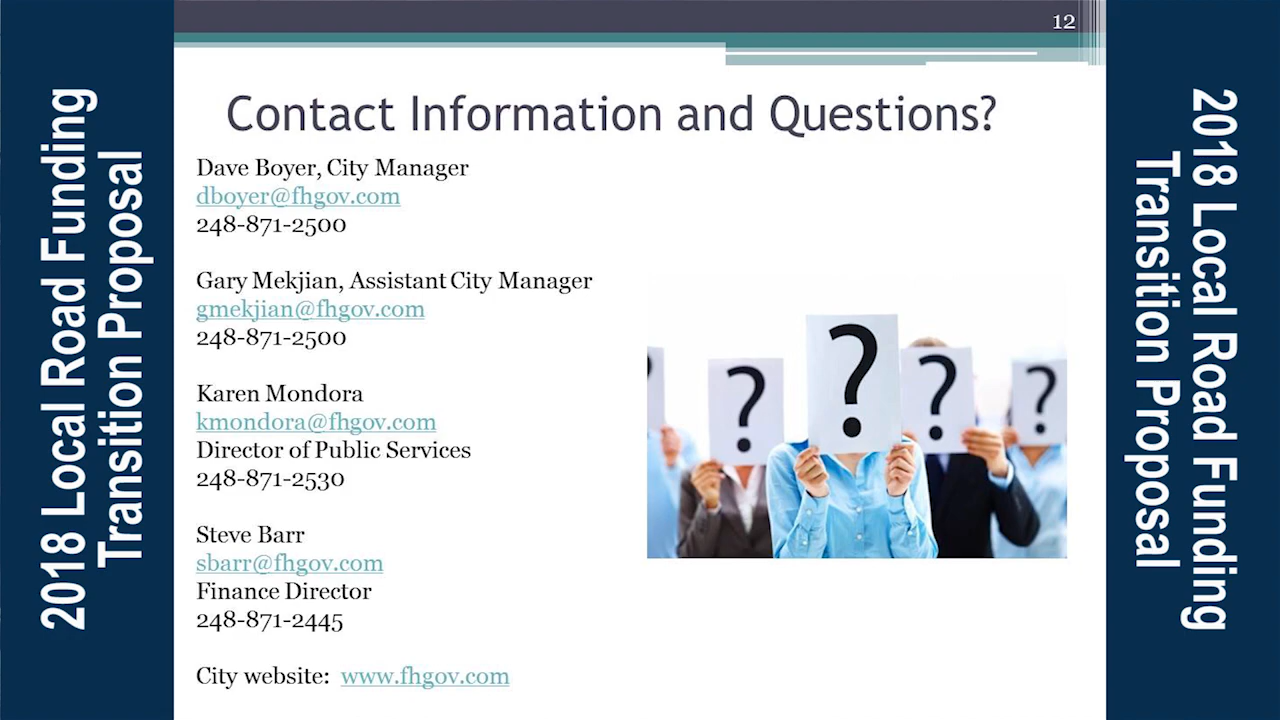 2018 Local Road Funding
Transition Proposal
12
Contact Information and Questions?
Dave Boyer, City Manager
dboyer@fhgov.com
248-871-2500
Gary Mekjian, Assistant City Manager
gmekjian@fhgov.com
248-871-2500
Karen Mondora
kmondora@fhgov.com
Director of Public Services
248-871-2530
Steve Barr
sbarr@fhgov.com
Finance Director
248-871-2445
City website: www.fhgov.com
?
?
?
?
2018 Local Road Funding
Transition Proposal